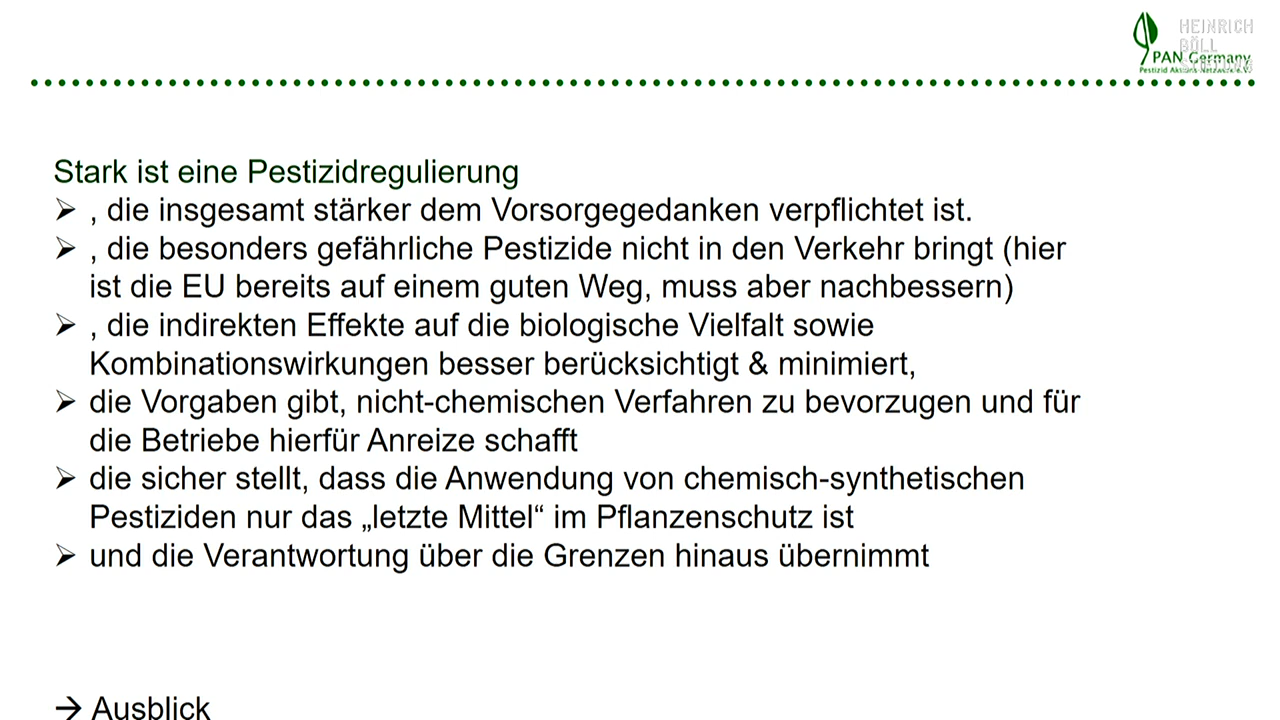 HEINRICH
BÖLL
STIFTUNG
PAN Germany
Pestizid Aktions-Netzwerk e.V.
Stark ist eine Pestizidregulierung
➢ , die insgesamt stärker dem Vorsorgegedanken verpflichtet ist.
➢ , die besonders gefährliche Pestizide nicht in den Verkehr bringt (hier
ist die EU bereits auf einem guten Weg, muss aber nachbessern)
➢ , die indirekten Effekte auf die biologische Vielfalt sowie
Kombinationswirkungen besser berücksichtigt & minimiert,
➢ die Vorgaben gibt, nicht-chemischen Verfahren zu bevorzugen und für
die Betriebe hierfür Anreize schafft
➢ die sicher stellt, dass die Anwendung von chemisch-synthetischen
Pestiziden nur das „letzte Mittel“ im Pflanzenschutz ist
➢ und die Verantwortung über die Grenzen hinaus übernimmt
→ Ausblick